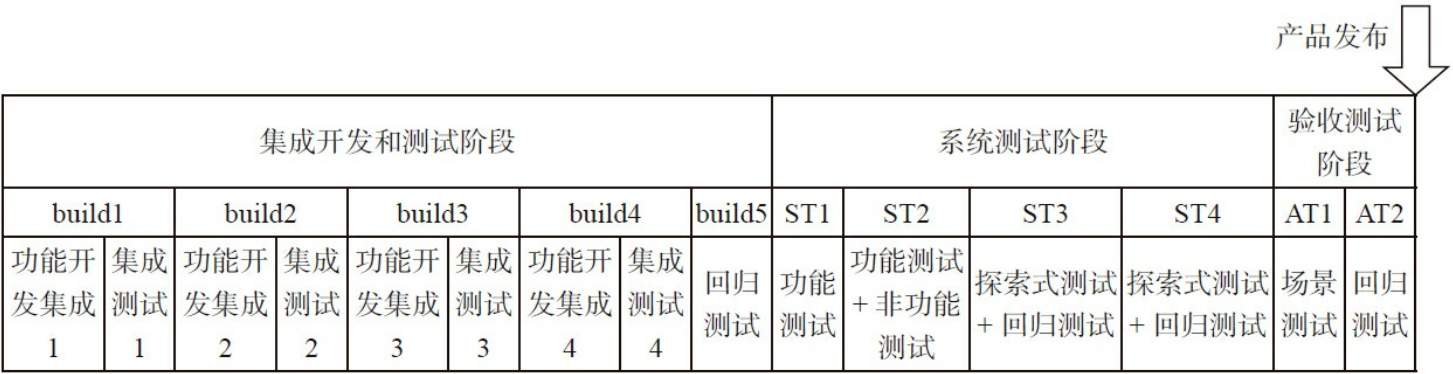 产品发布
集成开发和测试阶段
系统测试阶段
验收测试
阶段
build1
build2
build3
build4
build5
ST1
ST2
ST3
ST4
AT1
AT2
功能开
发集成
1
集成
测试
1
功能开
发集成
2
集成
测试
2
功能开
发集成
3
集成
测试
3
功能开
发集成
4
集成
测试
4
回归
测试
功能
测试
功能测试
+ 非功能
测试
探索式测试
+ 回归测试
探索式测试
+ 回归测试
场景
测试
回归
测试